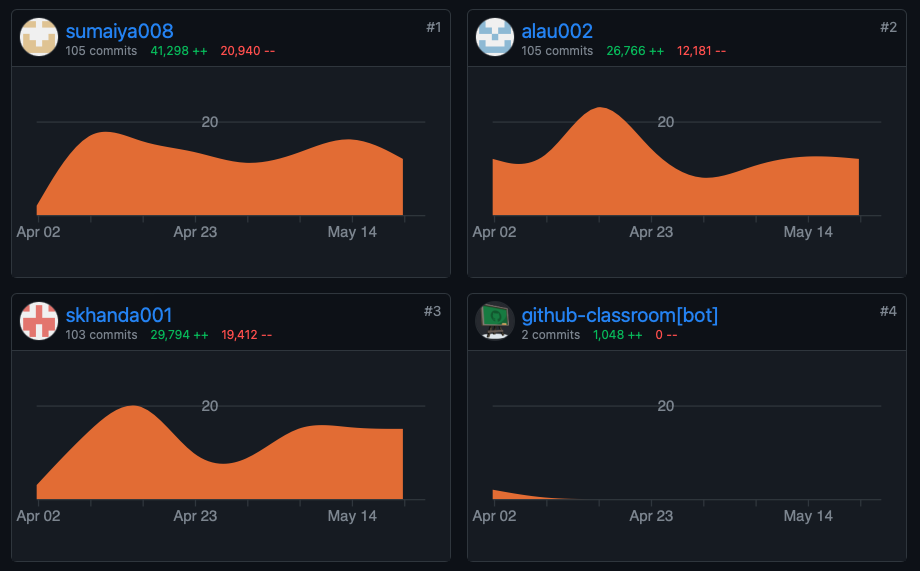 sumaiya008 #1
105 commits 41,298 ++ 20,940 --
20
Apr 02 Apr 23 May 14
alau002 #2
105 commits 26,766 ++ 12,181 --
20
Apr 02 Apr 23 May 14
skhanda001 #3
103 commits 29,794 ++ 19,412 --
20
Apr 02 Apr 23 May 14
github-classroom[bot] #4
2 commits 1,048 ++ 0 --
20
Apr 02 Apr 23 May 14